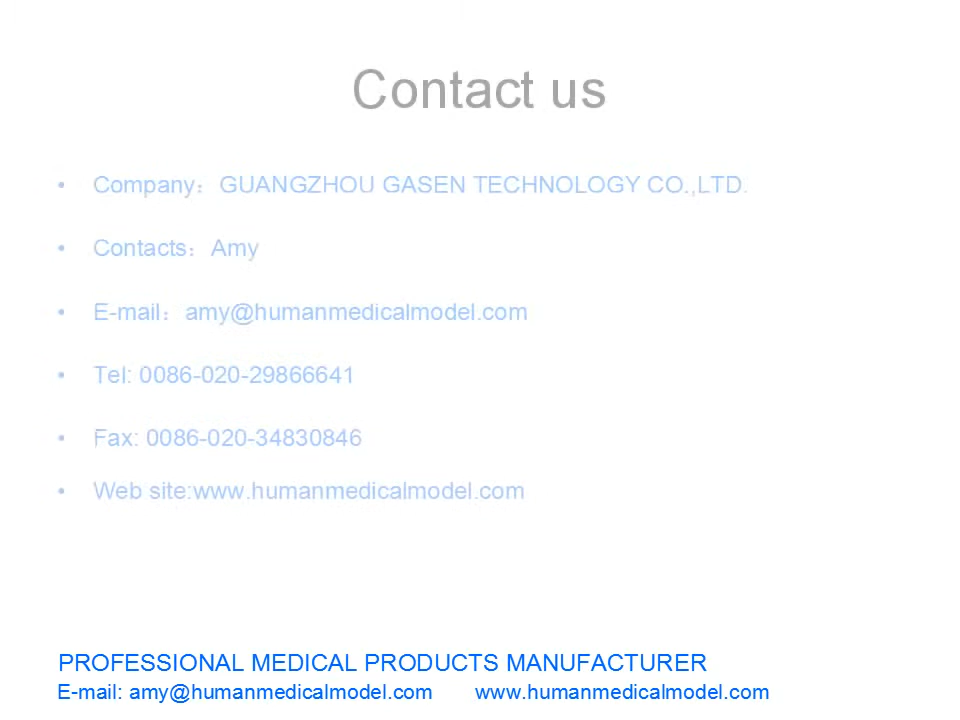 Contact us
• Company：GUANGZHOU GASEN TECHNOLOGY CO.,LTD.
• Contacts：Amy
• E-mail：amy@humanmedicalmodel.com
• Tel: 0086-020-29866641
• Fax: 0086-020-34830846
• Web site:www.humanmedicalmodel.com
PROFESSIONAL MEDICAL PRODUCTS MANUFACTURER
E-mail: amy@humanmedicalmodel.com www.humanmedicalmodel.com